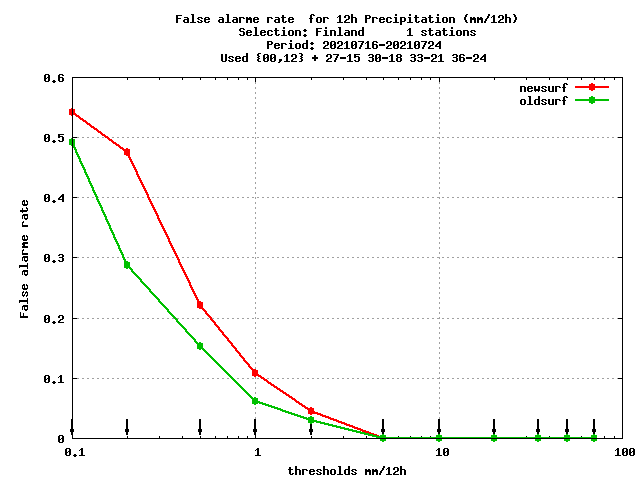 False alarme rate  for 12h Precipitation (mm/12h)
Selection: Finland      1 stations
Period: 20210716-20210724
Used {00,12} + 27-15 30-18 33-21 36-24
newsurf
oldsurf
0.6
0.5
0.4
0.3
0.2
0.1
0
False alarme rate
0.1 1 10 100
thresholds mm/12h